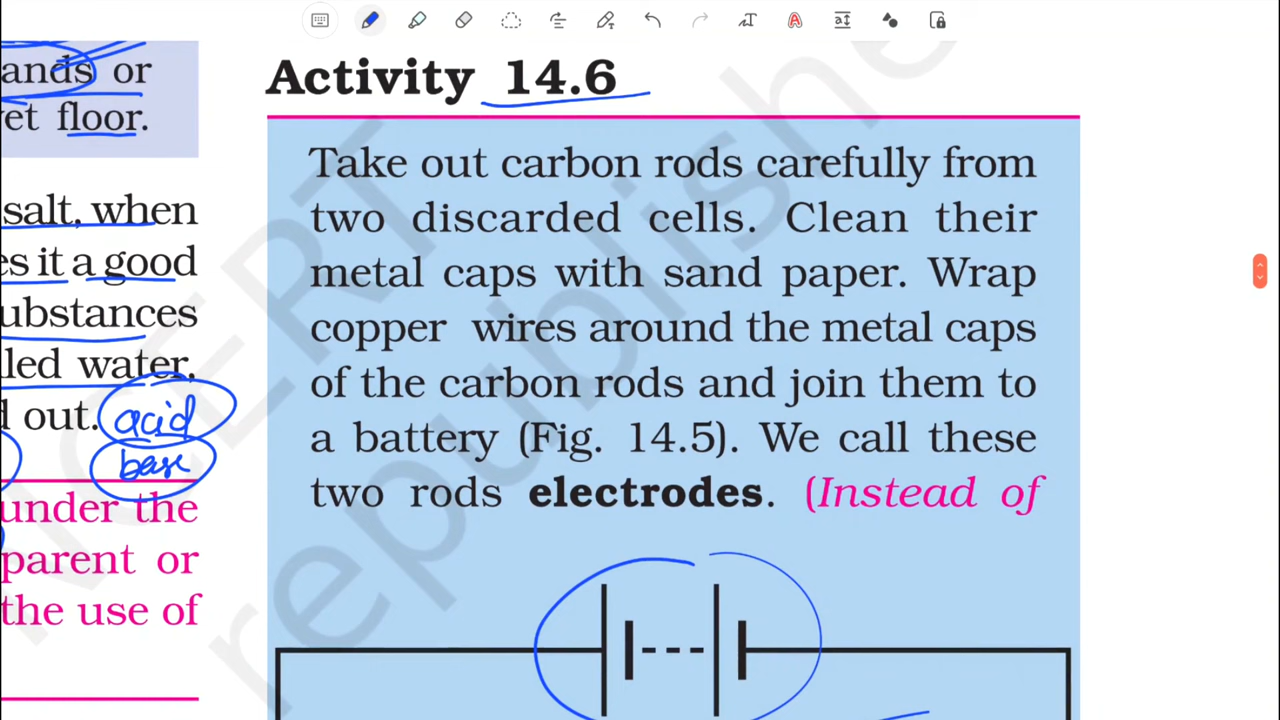 ands or
et floor.
salt, when
es it a good
ubstances
led water.
d out. acid
base
under the
parent or
the use of
Activity 14.6
Take out carbon rods carefully from
two discarded cells. Clean their
metal caps with sand paper. Wrap
copper wires around the metal caps
of the carbon rods and join them to
a battery (Fig. 14.5). We call these
two rods electrodes. (Instead of
republishe
NCERT
republish